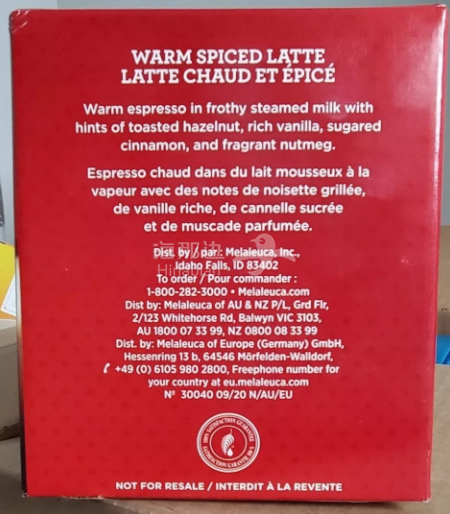 WARM SPICED LATTE
LATTE CHAUD ET ÉPICÉ
Warm espresso in frothy steamed milk with
hints of toasted hazelnut, rich vanilla, sugared
cinnamon, and fragrant nutmeg.
Espresso chaud dans du lait mousseux à la
vapeur avec des notes de noisette grillée,
de vanille riche, de cannelle sucrée
et de muscade parfumée.
Dist. by / par : Melaleuca, Inc.,
Idaho Falls, ID 83402
To order / Pour commander :
1-800-282-3000 • Melaleuca.com
Dist by: Melaleuca of AU & NZ P/L, Grd Flr,
2/123 Whitehorse Rd, Balwyn VIC 3103,
AU 1800 07 33 99, NZ 0800 08 33 99
Dist. by: Melaleuca of Europe (Germany) GmbH,
Hessenring 13 b, 64546 Mörfelden-Walldorf,
+49 (0) 6105 980 2800, Freephone number for
your country at eu.melaleuca.com
Nº 30040 09/20 N/AU/EU
100% SATISFACTION GUARANTEE
NOT FOR RESALE / INTERDIT À LA REVENTE